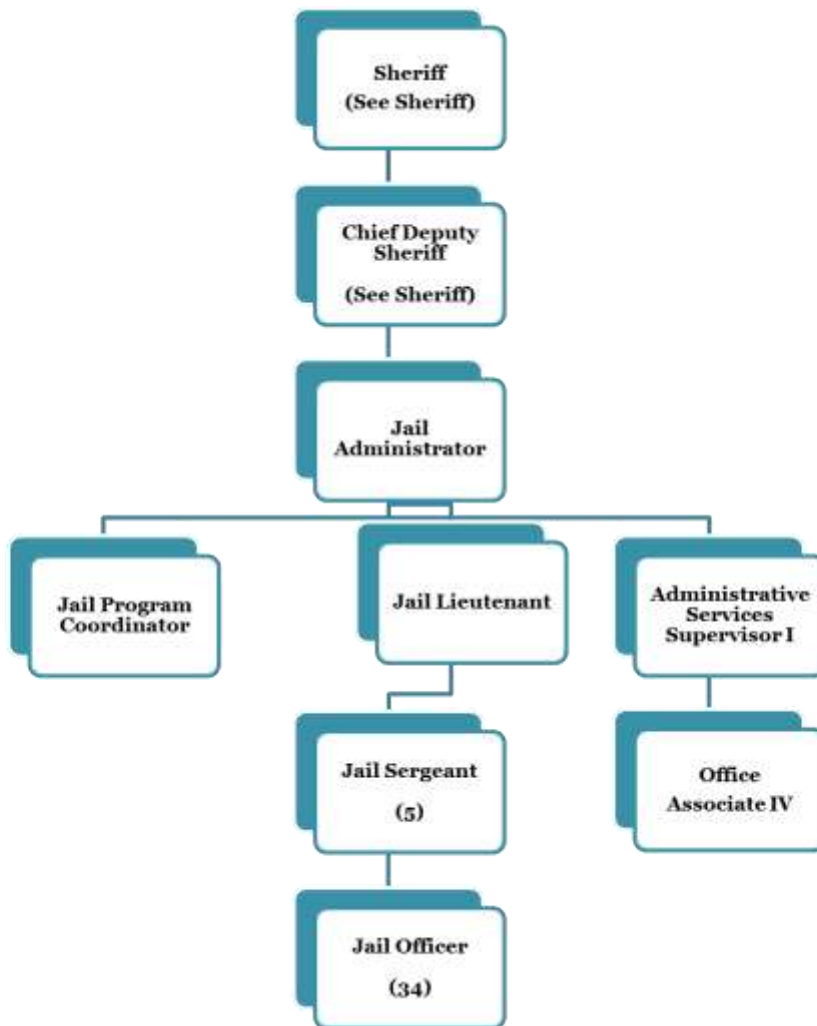 Sheriff
(See Sheriff)
Chief Deputy
Sheriff
(See Sheriff)
Jail
Administrator
Jail Program
Coordinator
Jail Lieutenant
Administrative
Services
Supervisor I
Jail Sergeant
(5)
Office
Associate IV
Jail Officer
(34)